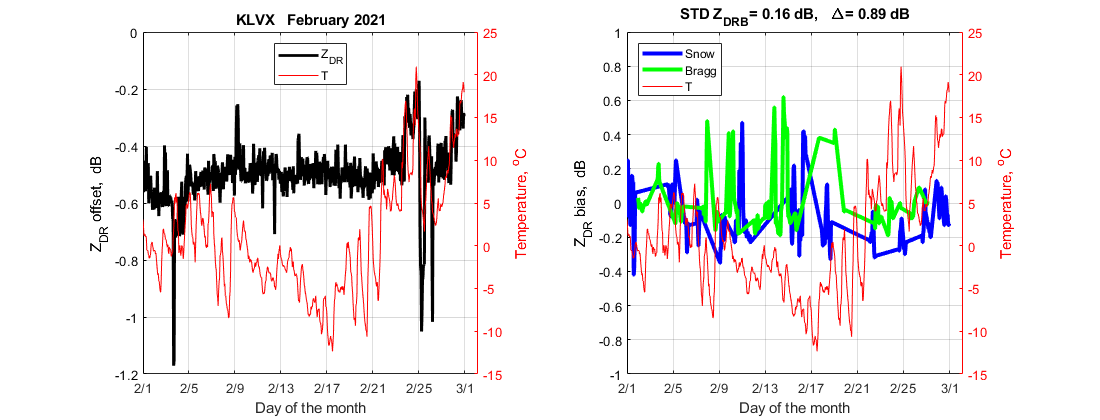 KLVX   February 2021
Z_DR
T
0
-0.2
-0.4
-0.6
-0.8
-1
-1.2
Z_DR offset, dB
25
20
15
10
5
0
-5
-10
-15
Temperature, °C
2/1 2/5 2/9 2/13 2/17 2/21 2/25 3/1
Day of the month
STD Z_DRB = 0.16 dB,   Δ= 0.89 dB
Snow
Bragg
T
1
0.8
0.6
0.4
0.2
0
-0.2
-0.4
-0.6
-0.8
-1
Z_DR bias, dB
25
20
15
10
5
0
-5
-10
-15
Temperature, °C
2/1 2/5 2/9 2/13 2/17 2/21 2/25 3/1
Day of the month